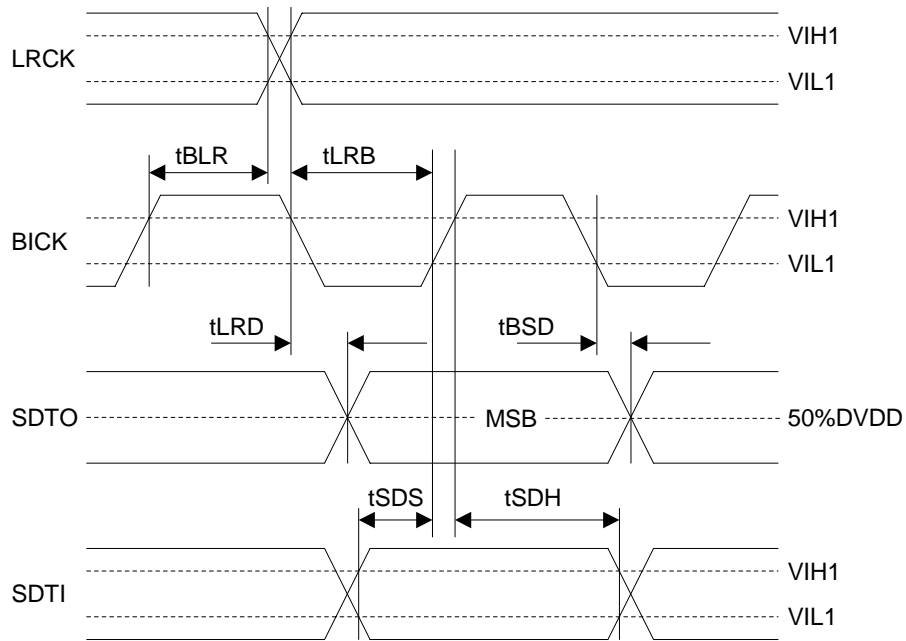 VIH1
LRCK
VIL1
tBLR tLRB
VIH1
BICK
VIL1
tLRD tBSD
SDTO MSB 50%DVDD
tSDS tSDH
VIH1
SDTI
VIL1